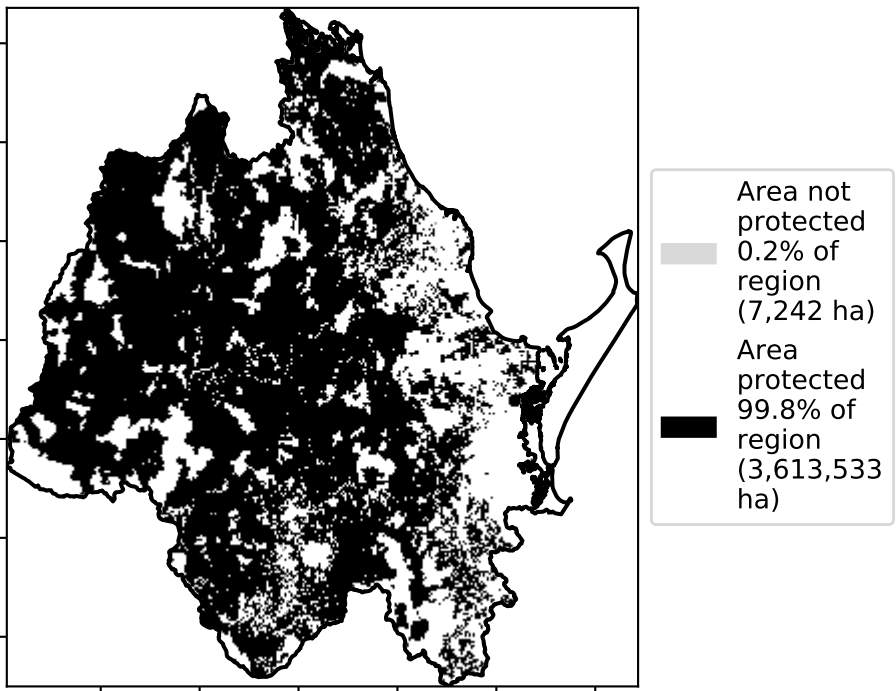 Area not
protected
0.2% of
region
(7,242 ha)
Area
protected
99.8% of
region
(3,613,533
ha)